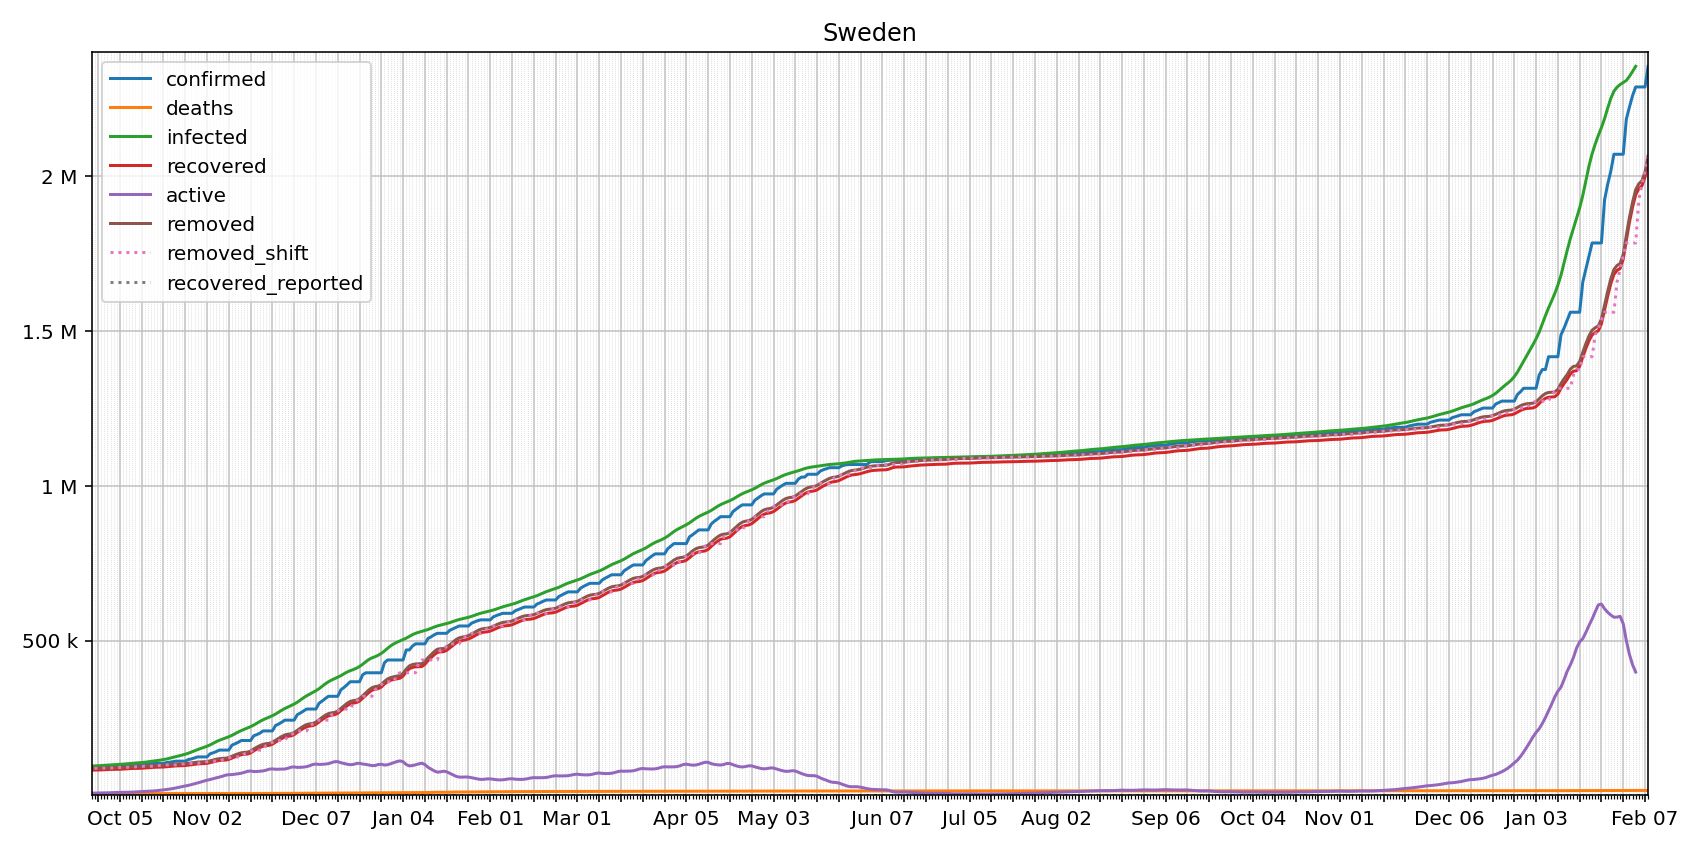 Sweden
confirmed
deaths
infected
recovered
active
removed
removed_shift
recovered_reported
2 M
1.5 M
1 M
500 k
Oct 05 Nov 02 Dec 07 Jan 04 Feb 01 Mar 01 Apr 05 May 03 Jun 07 Jul 05 Aug 02 Sep 06 Oct 04 Nov 01 Dec 06 Jan 03 Feb 07